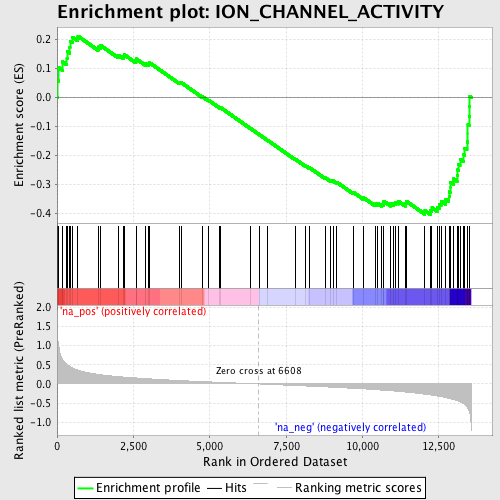 Enrichment plot: ION_CHANNEL_ACTIVITY
Enrichment score (ES)
0.2
0.1
0.0
-0.1
-0.2
-0.3
-0.4
Ranked list metric (PreRanked)
'na_pos' (positively correlated)
2.0
1.5
1.0
0.5
0.0
-0.5
-1.0
Zero cross at 6608
'na_neg' (negatively correlated)
0 2,500 5,000 7,500 10,000 12,500
Rank in Ordered Dataset
Enrichment profile Hits Ranking metric scores